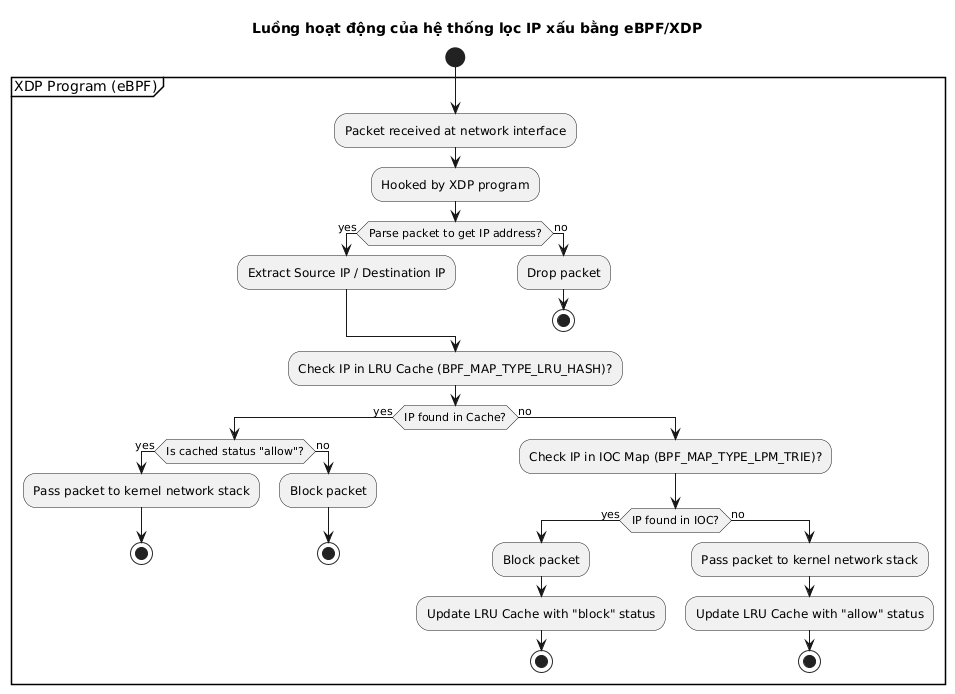 Luồng hoạt động của hệ thống lọc IP xấu bằng eBPF/XDP
XDP Program (eBPF)
Packet received at network interface
Hooked by XDP program
yes
Parse packet to get IP address?
no
Extract Source IP / Destination IP
Drop packet
Check IP in LRU Cache (BPF_MAP_TYPE_LRU_HASH)?
yes
IP found in Cache?
no
yes
Is cached status "allow"?
no
Check IP in IOC Map (BPF_MAP_TYPE_LPM_TRIE)?
Pass packet to kernel network stack
Block packet
yes
IP found in IOC?
no
Block packet
Pass packet to kernel network stack
Update LRU Cache with "block" status
Update LRU Cache with "allow" status